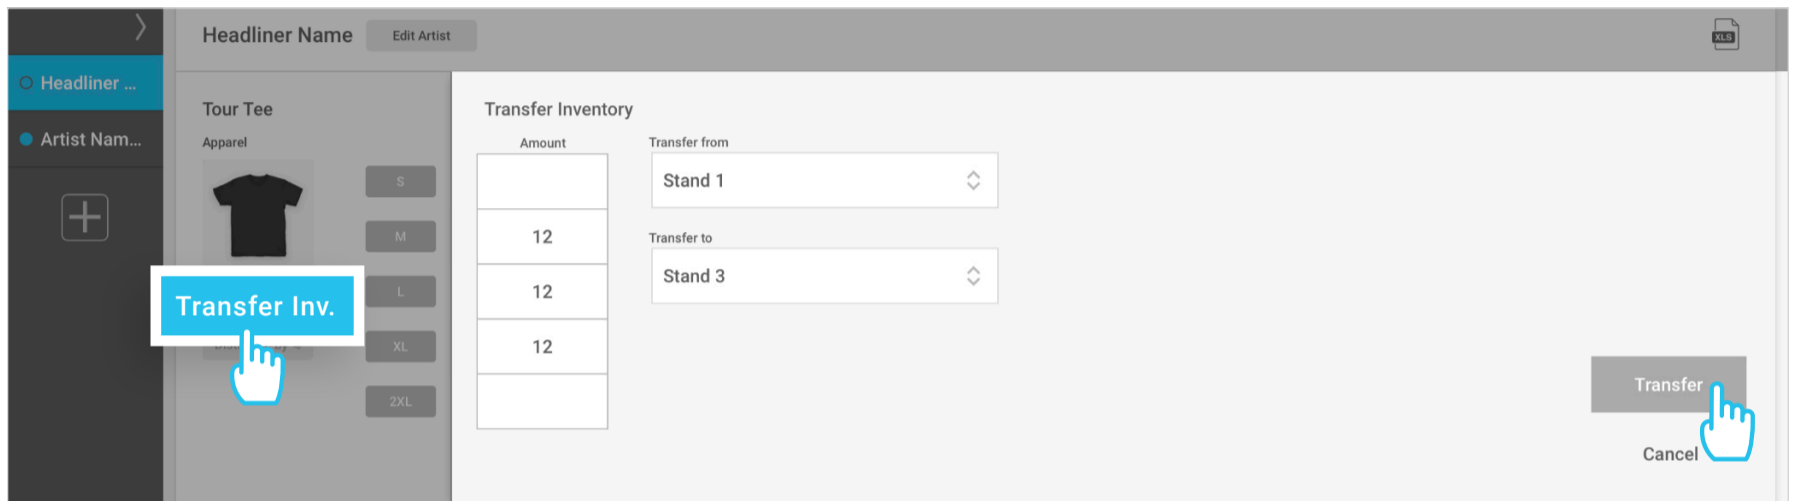 Headliner Name
Edit Artist
XLS
Headliner ...
Artist Nam...
Tour Tee
Apparel
S
M
L
XL
2XL
Transfer Inv.
Transfer Inventory
Amount
12
12
12
Transfer from
Stand 1
Transfer to
Stand 3
Transfer
Cancel